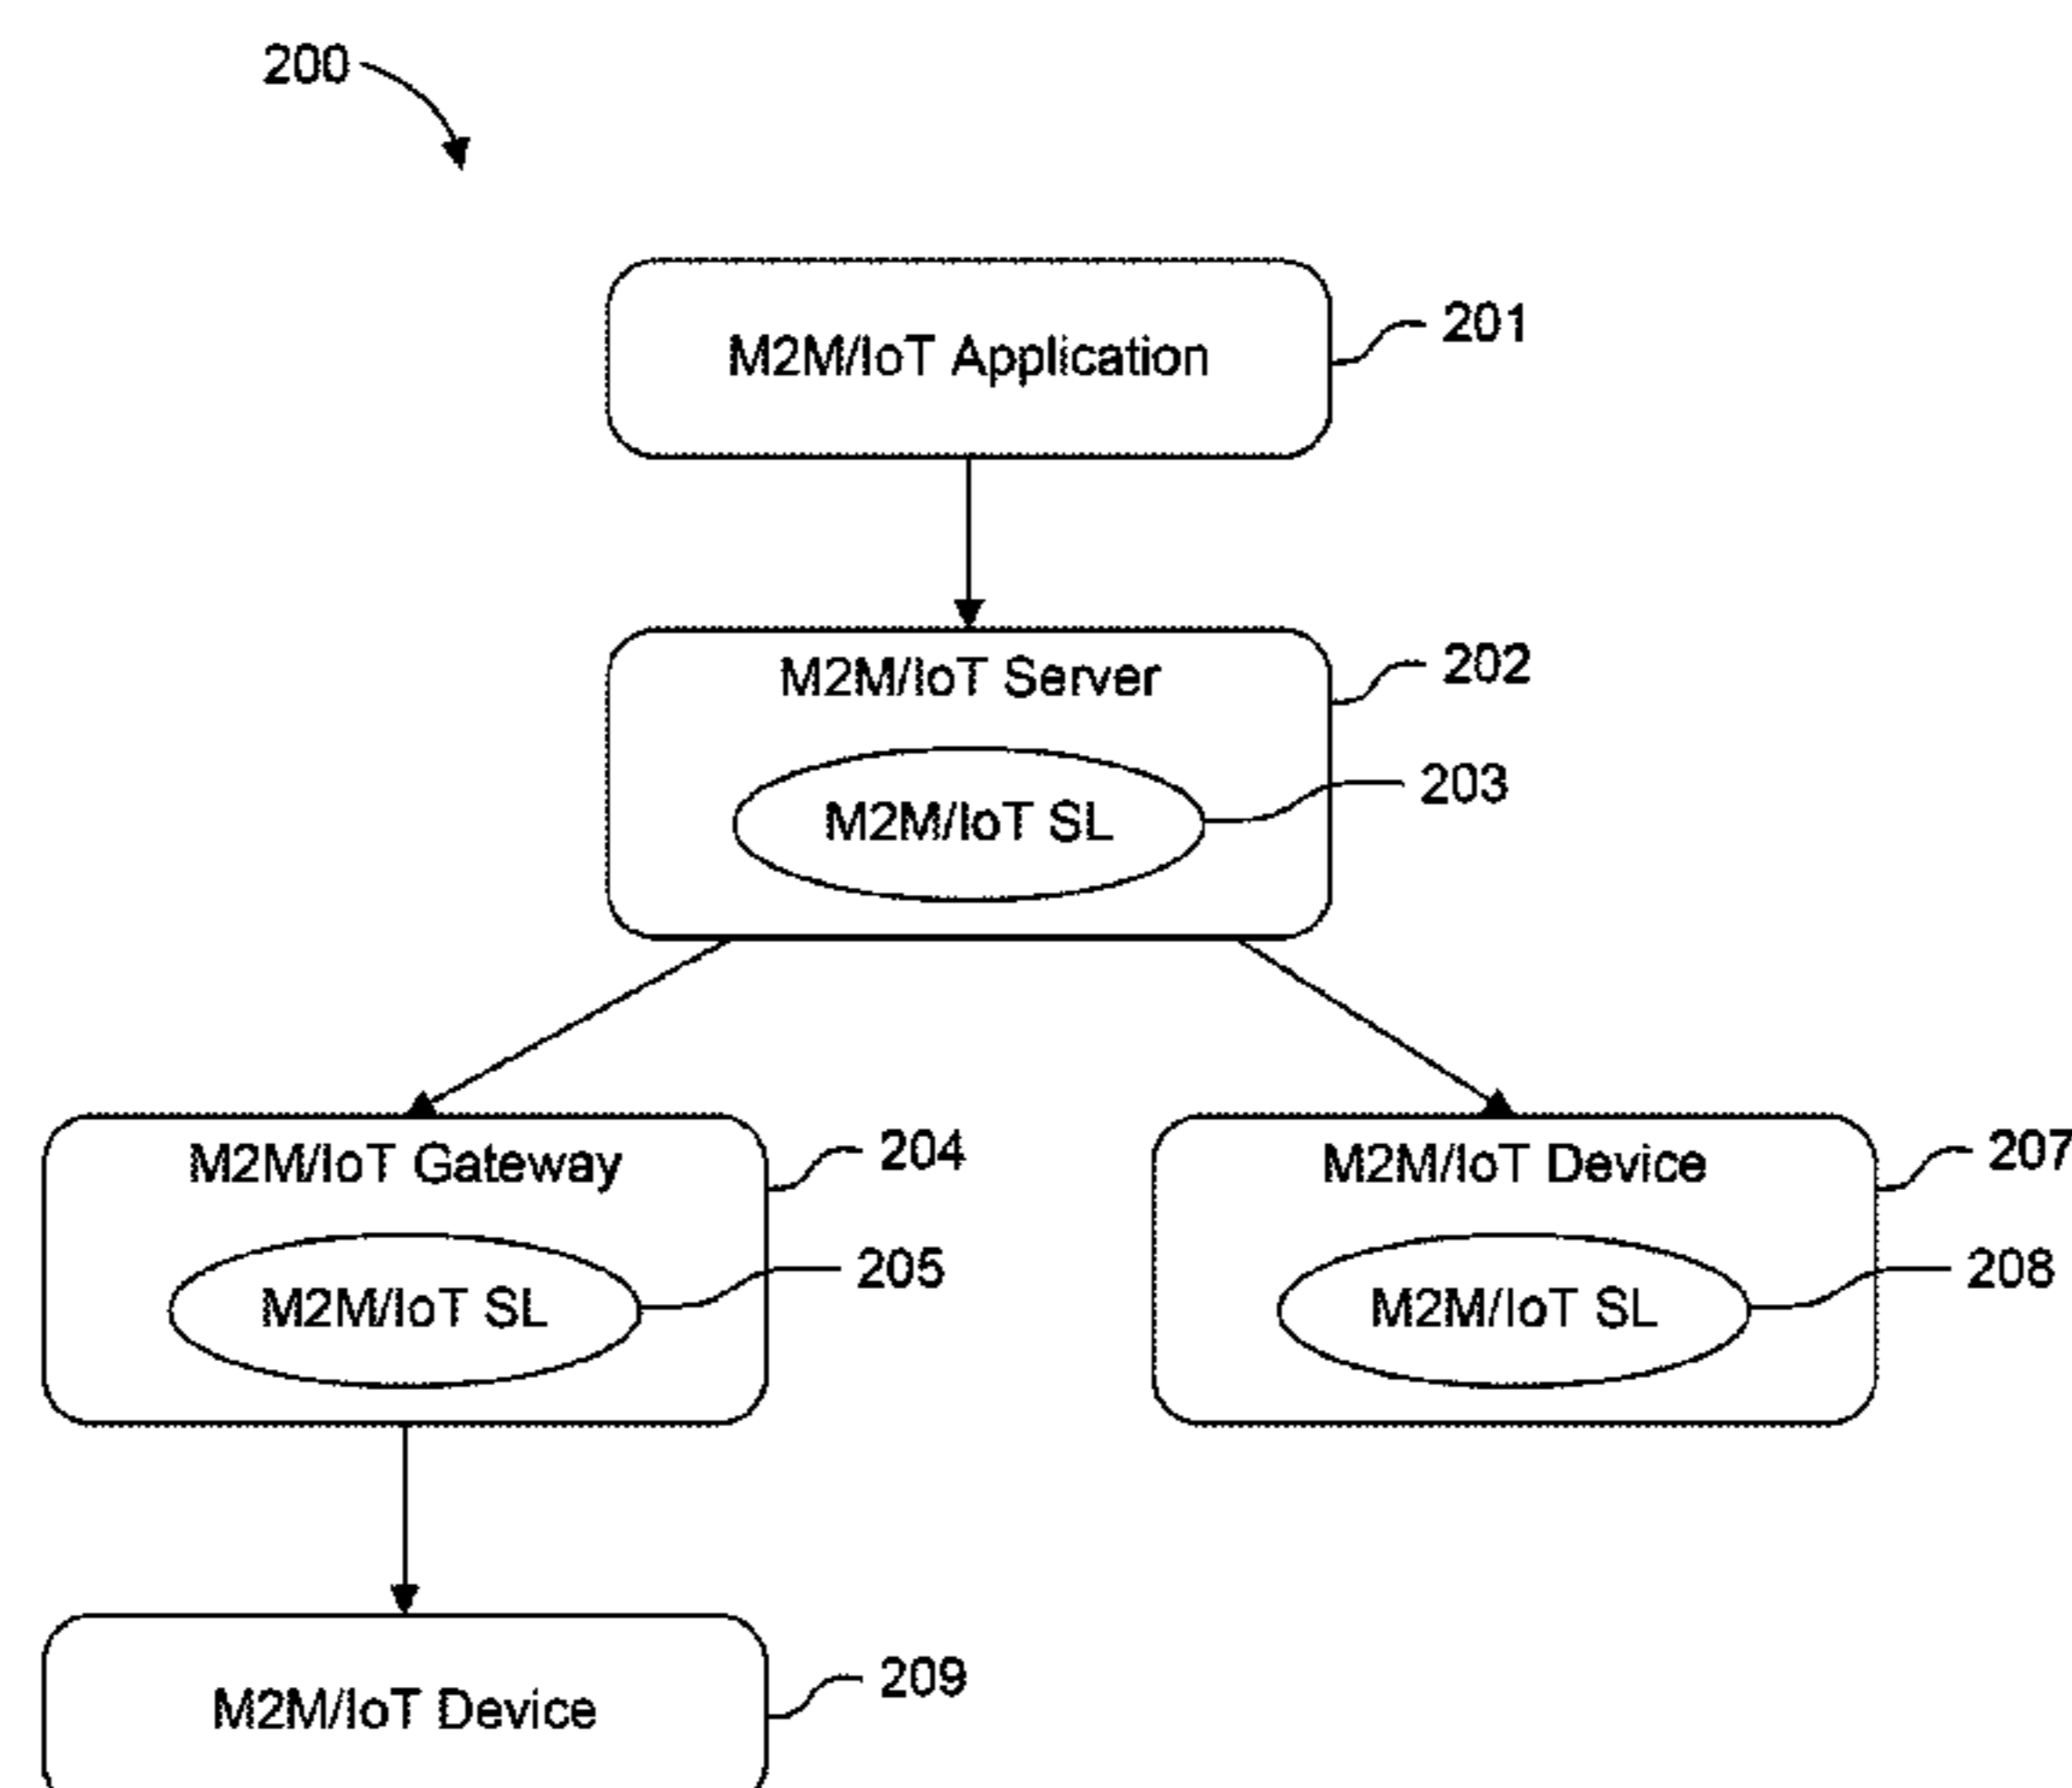 200
M2M/IoT Application
201
M2M/IoT Server
202
M2M/IoT SL
203
M2M/IoT Gateway
204
M2M/IoT SL
205
M2M/IoT Device
207
M2M/IoT SL
208
M2M/IoT Device
209